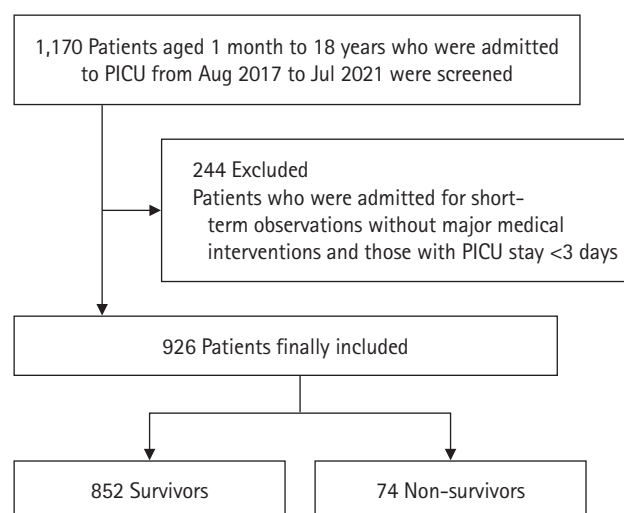 1,170 Patients aged 1 month to 18 years who were admitted
to PICU from Aug 2017 to Jul 2021 were screened
244 Excluded
Patients who were admitted for short-
term observations without major medical
interventions and those with PICU stay <3 days
926 Patients finally included
852 Survivors
74 Non-survivors